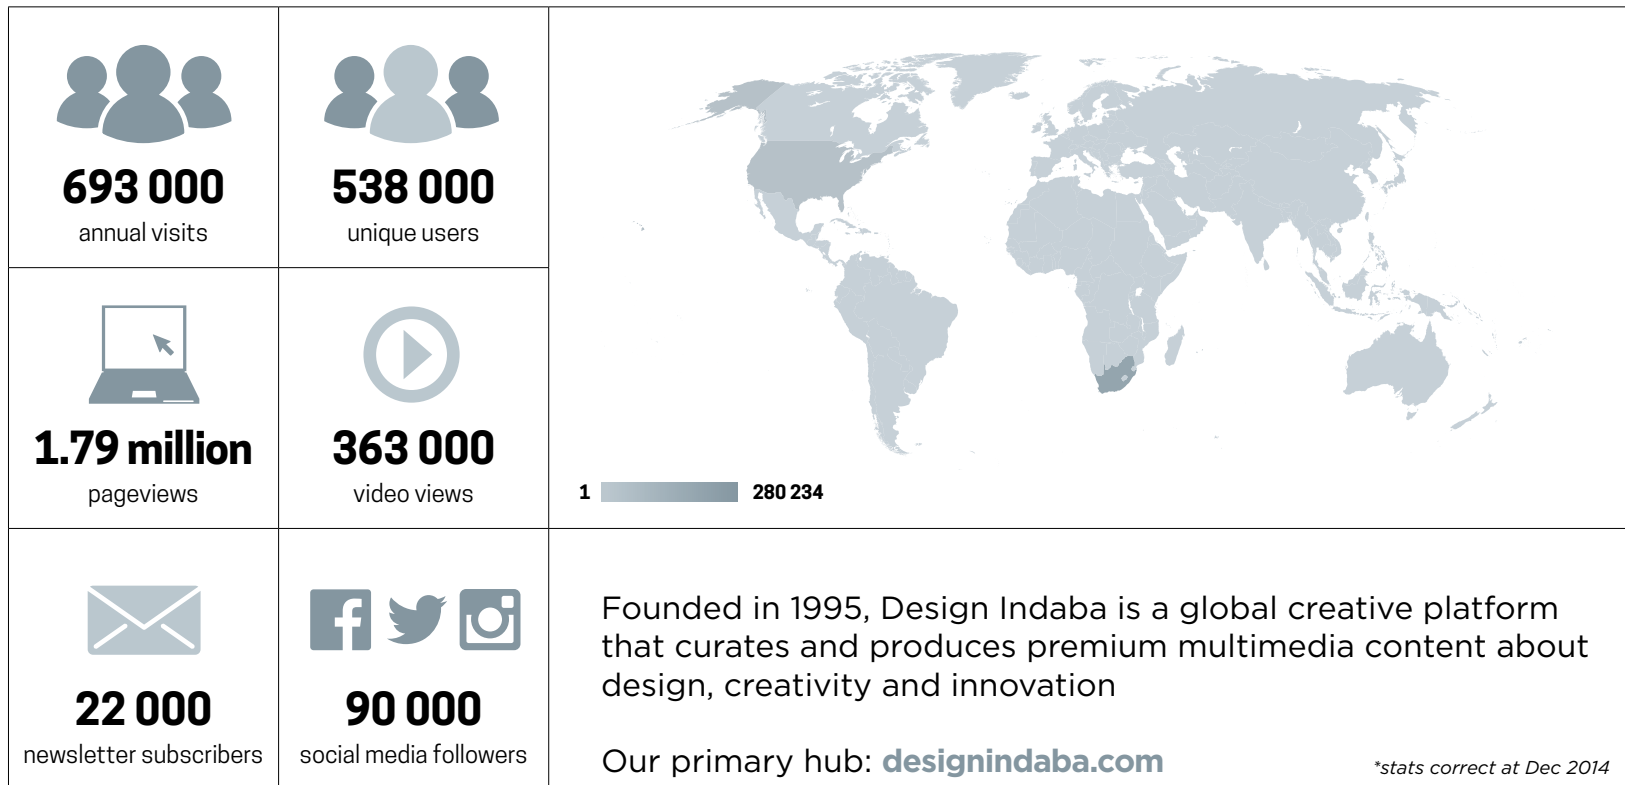 693 000
annual visits
538 000
unique users
1.79 million
pageviews
363 000
video views
22 000
newsletter subscribers
90 000
social media followers
1
280 234
Founded in 1995, Design Indaba is a global creative platform
that curates and produces premium multimedia content about
design, creativity and innovation
Our primary hub: designindaba.com
*stats correct at Dec 2014